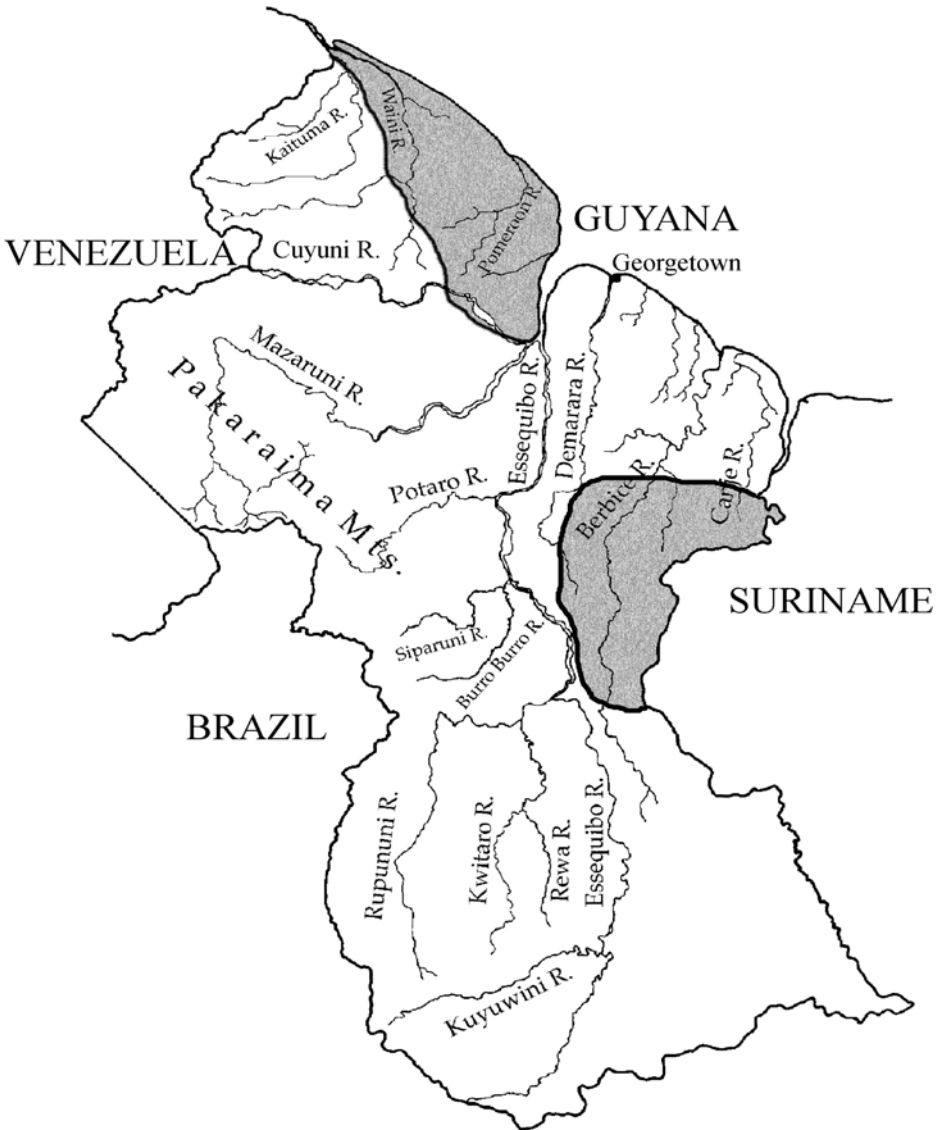 Waini R.
Kaituma R.
Pomeroon R.
GUYANA
VENEZUELA
Cuyuni R.
Georgetown
Mazaruni R.
Pakaraima Mts.
Essequibo R.
Demarara R.
Potaro R.
Berbice R.
Canje R.
SURINAME
Siparuni R.
Burro Burro R.
BRAZIL
Rupununi R.
Kwitaro R.
Rewa R.
Essequibo R.
Kuyuwini R.